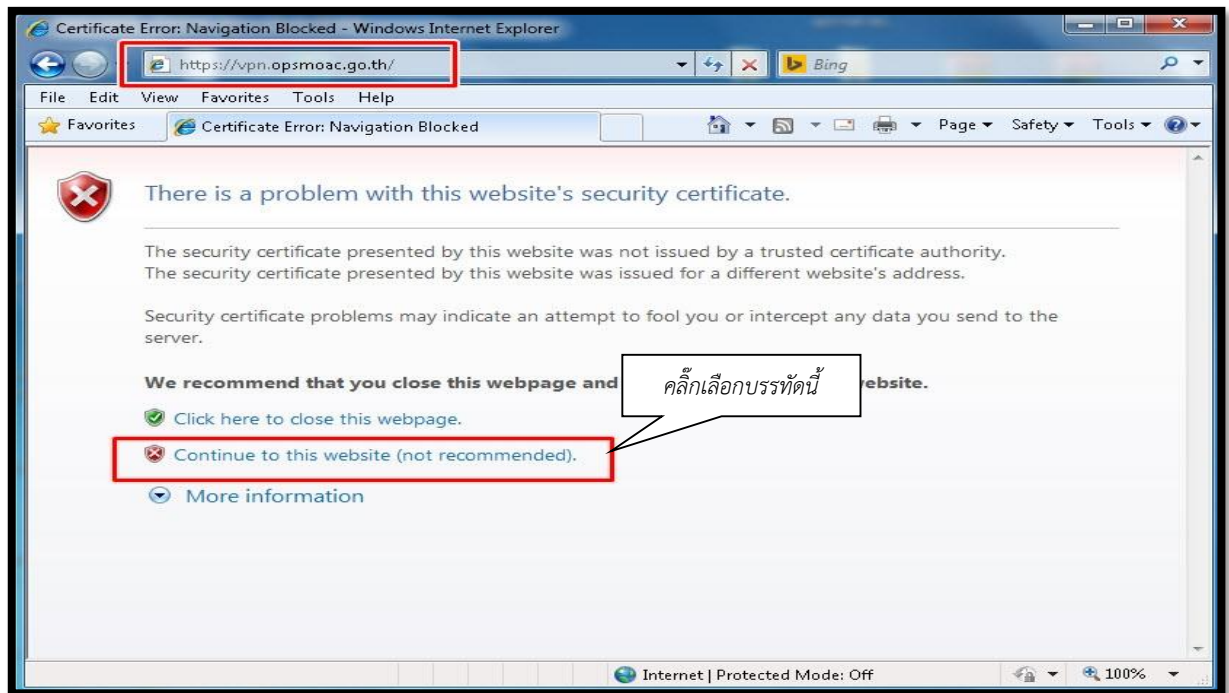 Certificate Error: Navigation Blocked - Windows Internet Explorer
https://vpn.opsmoac.go.th/
Bing
File Edit View Favorites Tools Help
Favorites Certificate Error: Navigation Blocked Page Safety Tools
There is a problem with this website's security certificate.
The security certificate presented by this website was not issued by a trusted certificate authority.
The security certificate presented by this website was issued for a different website's address.
Security certificate problems may indicate an attempt to fool you or intercept any data you send to the
server.
We recommend that you close this webpage and ebsite.
คลิ๊กเลือกบรรทัดนี้
Click here to close this webpage.
Continue to this website (not recommended).
More information
Internet | Protected Mode: Off 100%